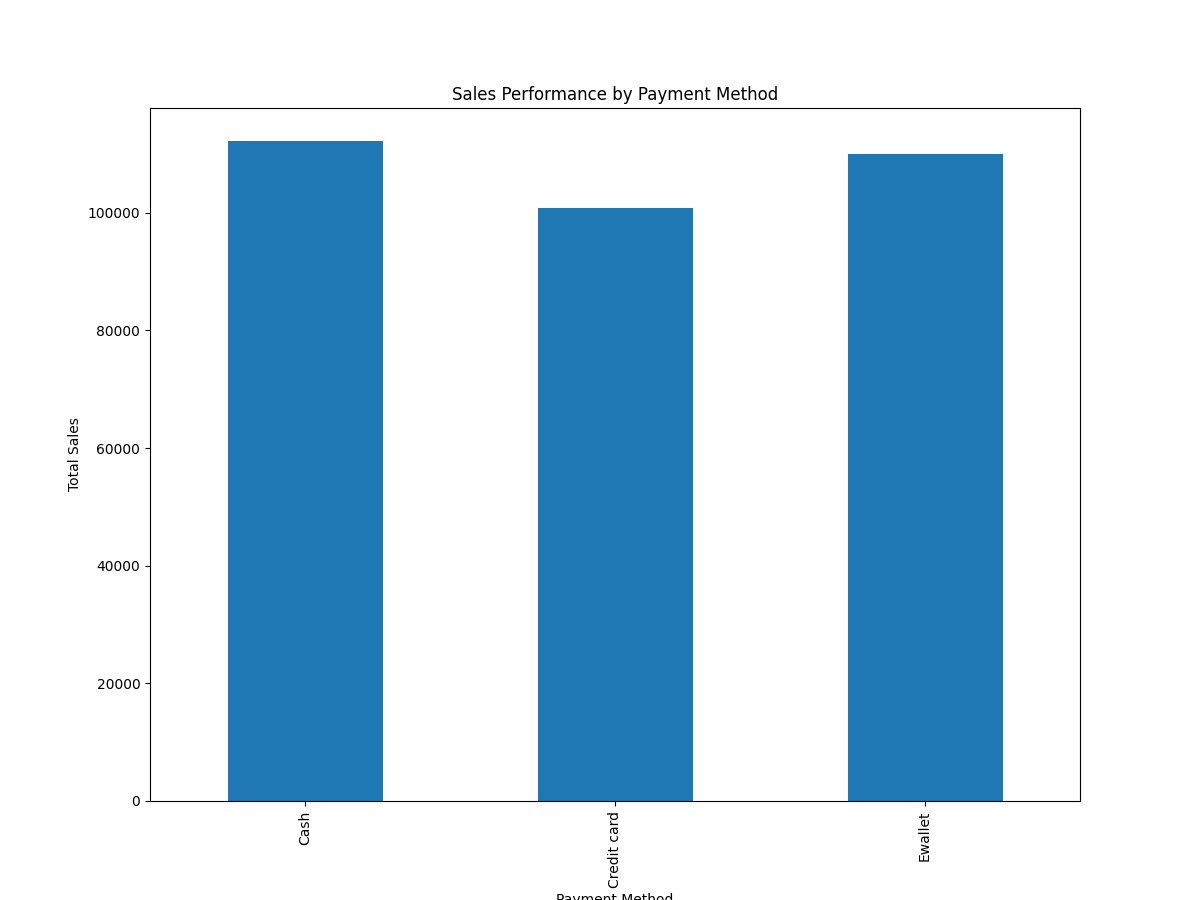 Sales Performance by Payment Method
Total Sales
100000
80000
60000
40000
20000
0
Cash
Credit card
Ewallet
Payment Method